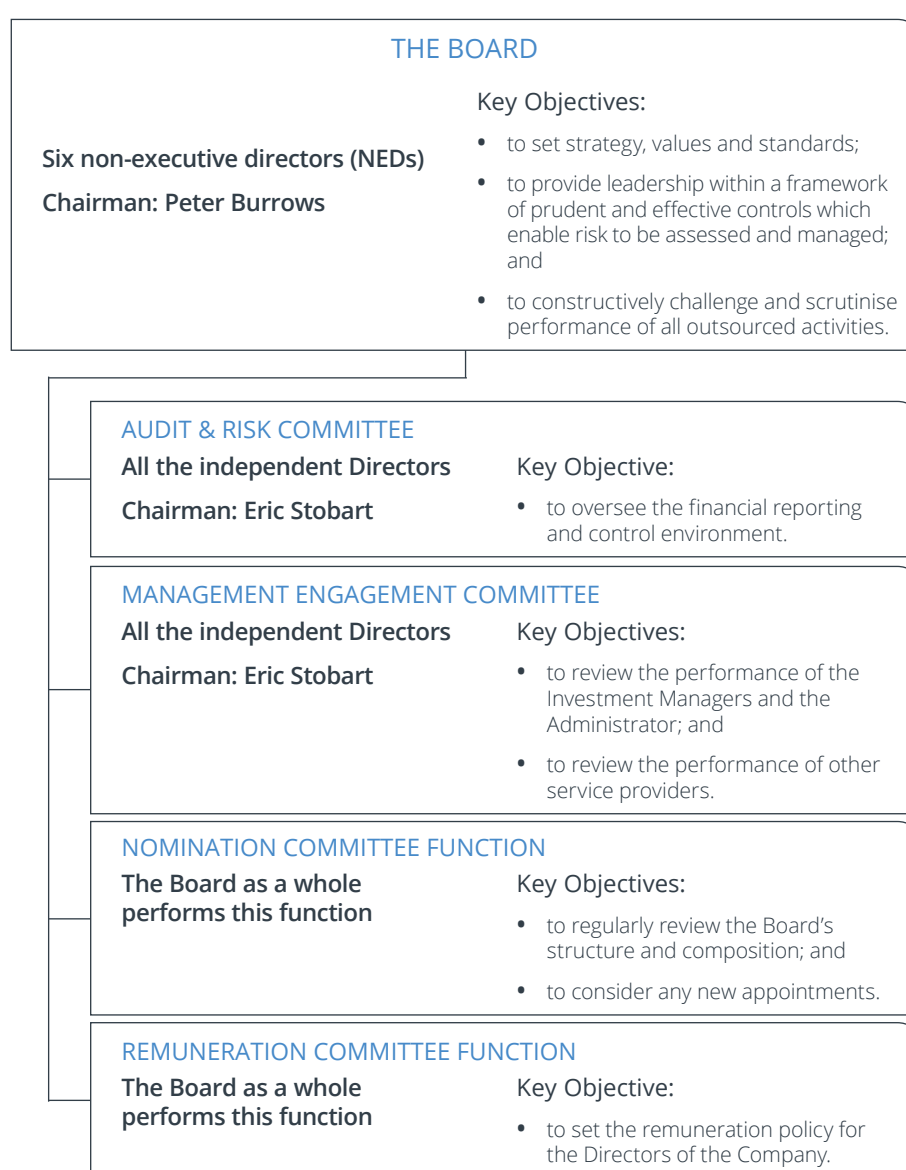 THE BOARD
Six non-executive directors (NEDs)
Chairman: Peter Burrows
Key Objectives:
• to set strategy, values and standards;
• to provide leadership within a framework
of prudent and effective controls which
enable risk to be assessed and managed;
and
• to constructively challenge and scrutinise
performance of all outsourced activities.
AUDIT & RISK COMMITTEE
All the independent Directors
Chairman: Eric Stobart
Key Objective:
• to oversee the financial reporting
and control environment.
MANAGEMENT ENGAGEMENT COMMITTEE
All the independent Directors
Chairman: Eric Stobart
Key Objectives:
• to review the performance of the
Investment Managers and the
Administrator; and
• to review the performance of other
service providers.
NOMINATION COMMITTEE FUNCTION
The Board as a whole
performs this function
Key Objectives:
• to regularly review the Board’s
structure and composition; and
• to consider any new appointments.
REMUNERATION COMMITTEE FUNCTION
The Board as a whole
performs this function
Key Objective:
• to set the remuneration policy for
the Directors of the Company.